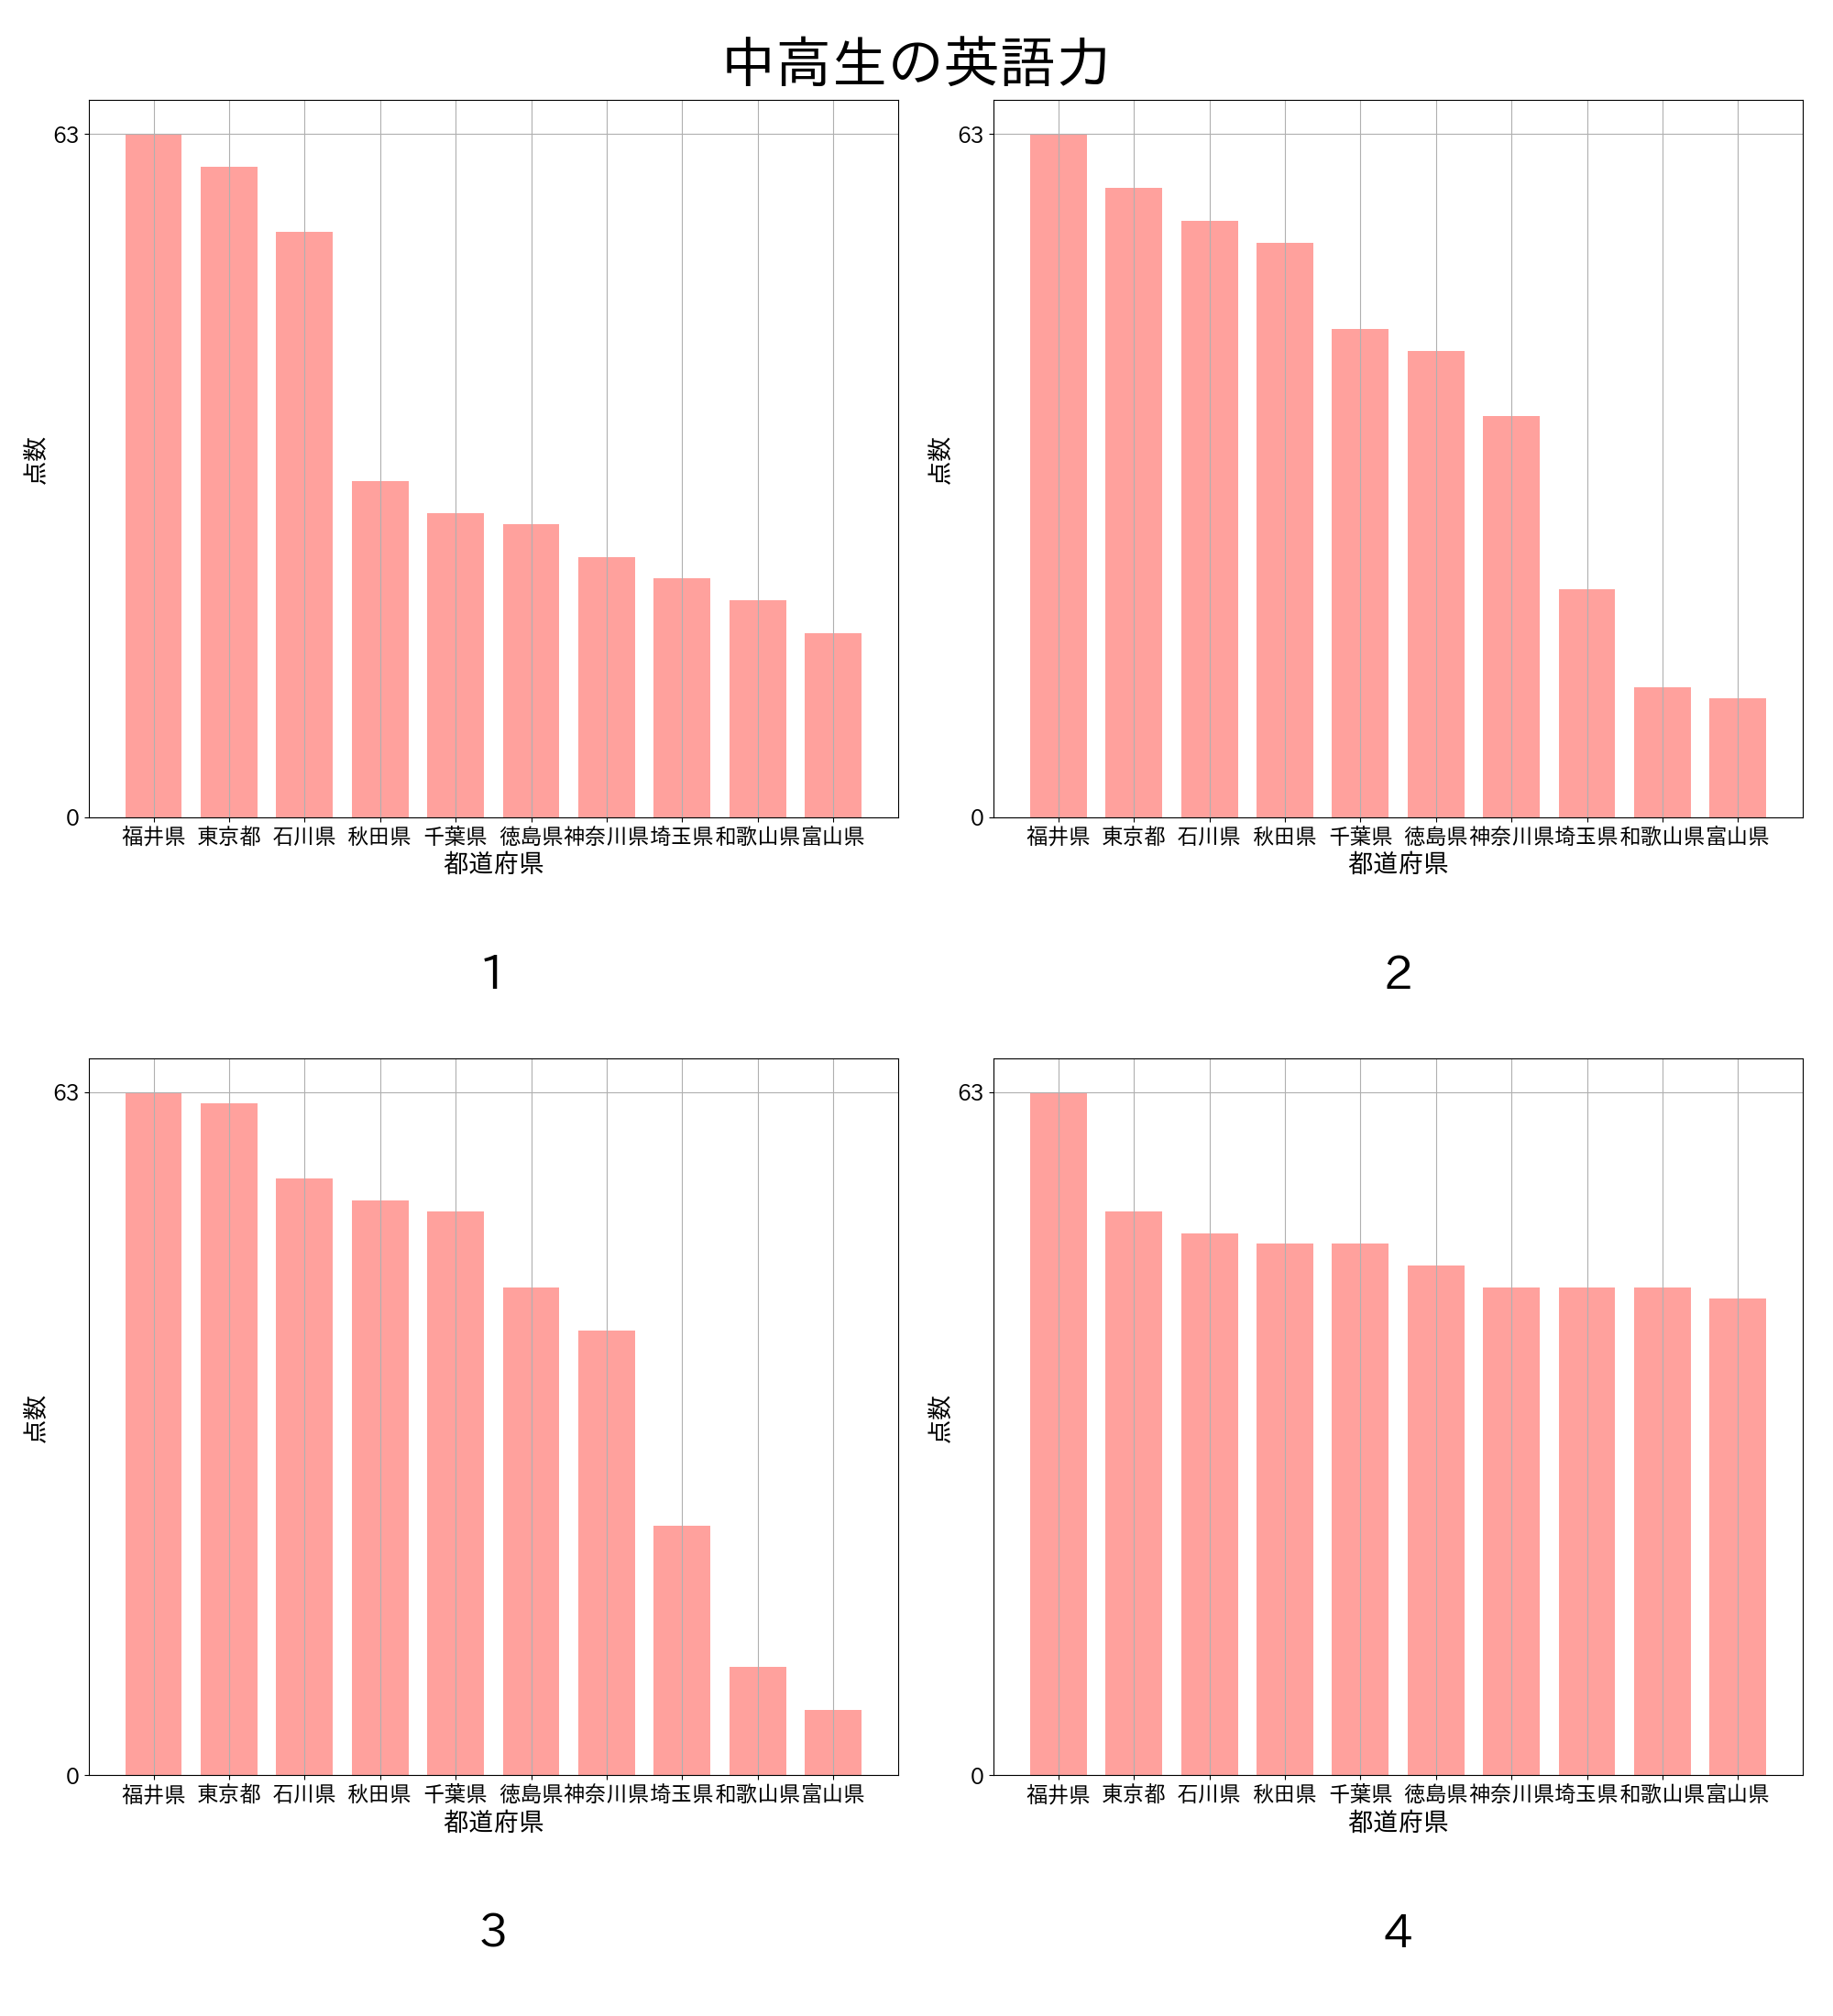 中高生の英語力
63
0
点数
福井県 東京都 石川県 秋田県 千葉県 徳島県 神奈川県 埼玉県 和歌山県 富山県
都道府県
1
63
0
点数
福井県 東京都 石川県 秋田県 千葉県 徳島県 神奈川県 埼玉県 和歌山県 富山県
都道府県
2
63
0
点数
福井県 東京都 石川県 秋田県 千葉県 徳島県 神奈川県 埼玉県 和歌山県 富山県
都道府県
3
63
0
点数
福井県 東京都 石川県 秋田県 千葉県 徳島県 神奈川県 埼玉県 和歌山県 富山県
都道府県
4